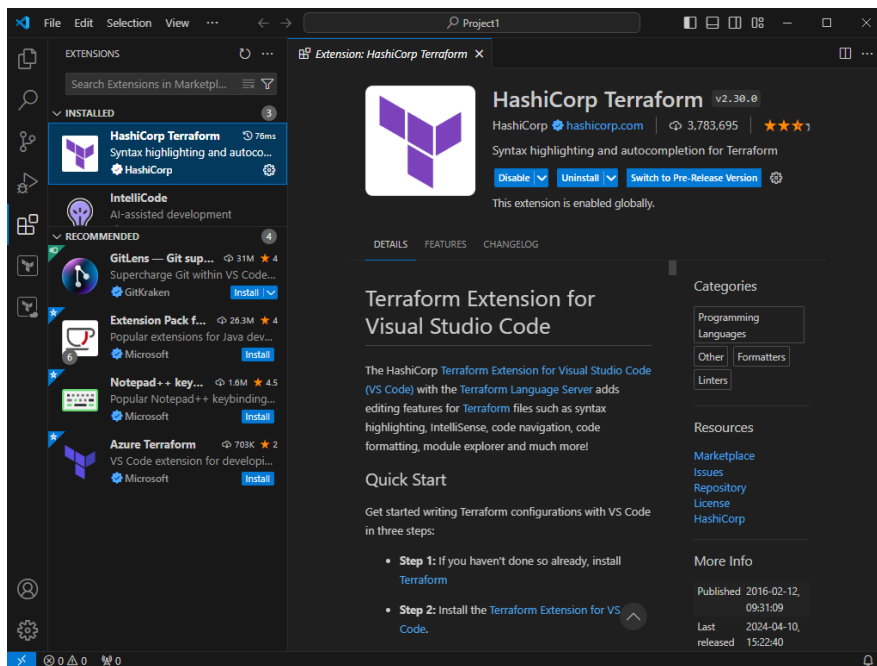 File Edit Selection View ···
Project1
EXTENSIONS
Search Extensions in Marketpl...
INSTALLED 3
HashiCorp Terraform 76ms
Syntax highlighting and autoco...
HashiCorp
IntelliCode
AI-assisted development
RECOMMENDED 4
GitLens — Git sup... 31M ★ 4
Supercharge Git within VS Code...
GitKraken Install
Extension Pack f... 26.3M ★ 4
Popular extensions for Java dev...
6 Microsoft Install
Notepad++ key... 1.6M ★ 4.5
Popular Notepad++ keybinding...
Microsoft Install
Azure Terraform 703K ★ 2
VS Code extension for developi...
Microsoft Install
0 0 0
Extension: HashiCorp Terraform
HashiCorp Terraform v2.30.0
HashiCorp hashicorp.com 3,783,695
Syntax highlighting and autocompletion for Terraform
Disable Uninstall Switch to Pre-Release Version
This extension is enabled globally.
DETAILS FEATURES CHANGELOG
Terraform Extension for
Visual Studio Code
The HashiCorp Terraform Extension for Visual Studio Code
(VS Code) with the Terraform Language Server adds
editing features for Terraform files such as syntax
highlighting, IntelliSense, code navigation, code
formatting, module explorer and much more!
Quick Start
Get started writing Terraform configurations with VS Code
in three steps:
• Step 1: If you haven't done so already, install
Terraform
• Step 2: Install the Terraform Extension for VS
Code.
Categories
Programming
Languages
Other Formatters
Linters
Resources
Marketplace
Issues
Repository
License
HashiCorp
More Info
Published 2016-02-12,
09:31:09
Last 2024-04-10,
released 15:22:40